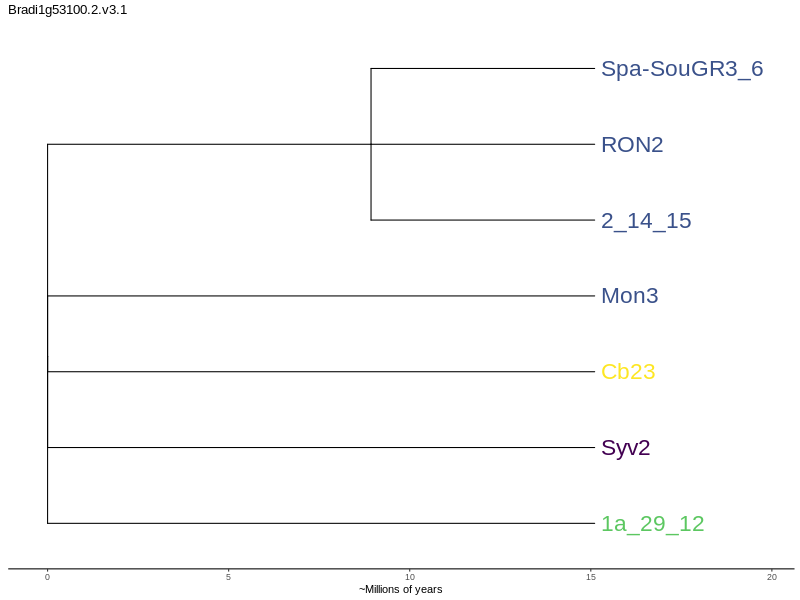 Bradi1g53100.2.v3.1
Spa-SouGR3_6
RON2
2_14_15
Mon3
Cb23
Syv2
1a_29_12
0 5 10 15 20
~Millions of years